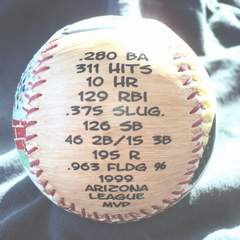 .280 BA
311 HITS
10 HR
129 RBI
.375 SLUG.
126 SB
46 2B/15 3B
195 R
.963 FLDG %
1999
ARIZONA
LEAGUE
MVP